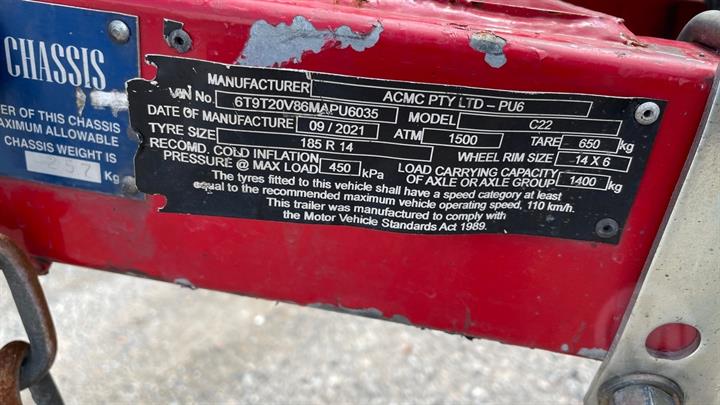 CHASSIS
ER OF THIS CHASSIS
AXIMUM ALLOWABLE
CHASSIS WEIGHT IS
257 Kg
MANUFACTURER ACMC PTY LTD - PU6
VIN No. 6T9T20V86MAPU6035 MODEL C22
DATE OF MANUFACTURE 09 / 2021 ATM 1500 TARE 650 kg
TYRE SIZE 185 R 14 WHEEL RIM SIZE 14 X 6
RECOMD. COLD INFLATION PRESSURE @ MAX LOAD 450 kPa LOAD CARRYING CAPACITY OF AXLE OR AXLE GROUP 1400 kg
The tyres fitted to this vehicle shall have a speed category at least
equal to the recommended maximum vehicle operating speed, 110 km/h.
This trailer was manufactured to comply with
the Motor Vehicle Standards Act 1989.